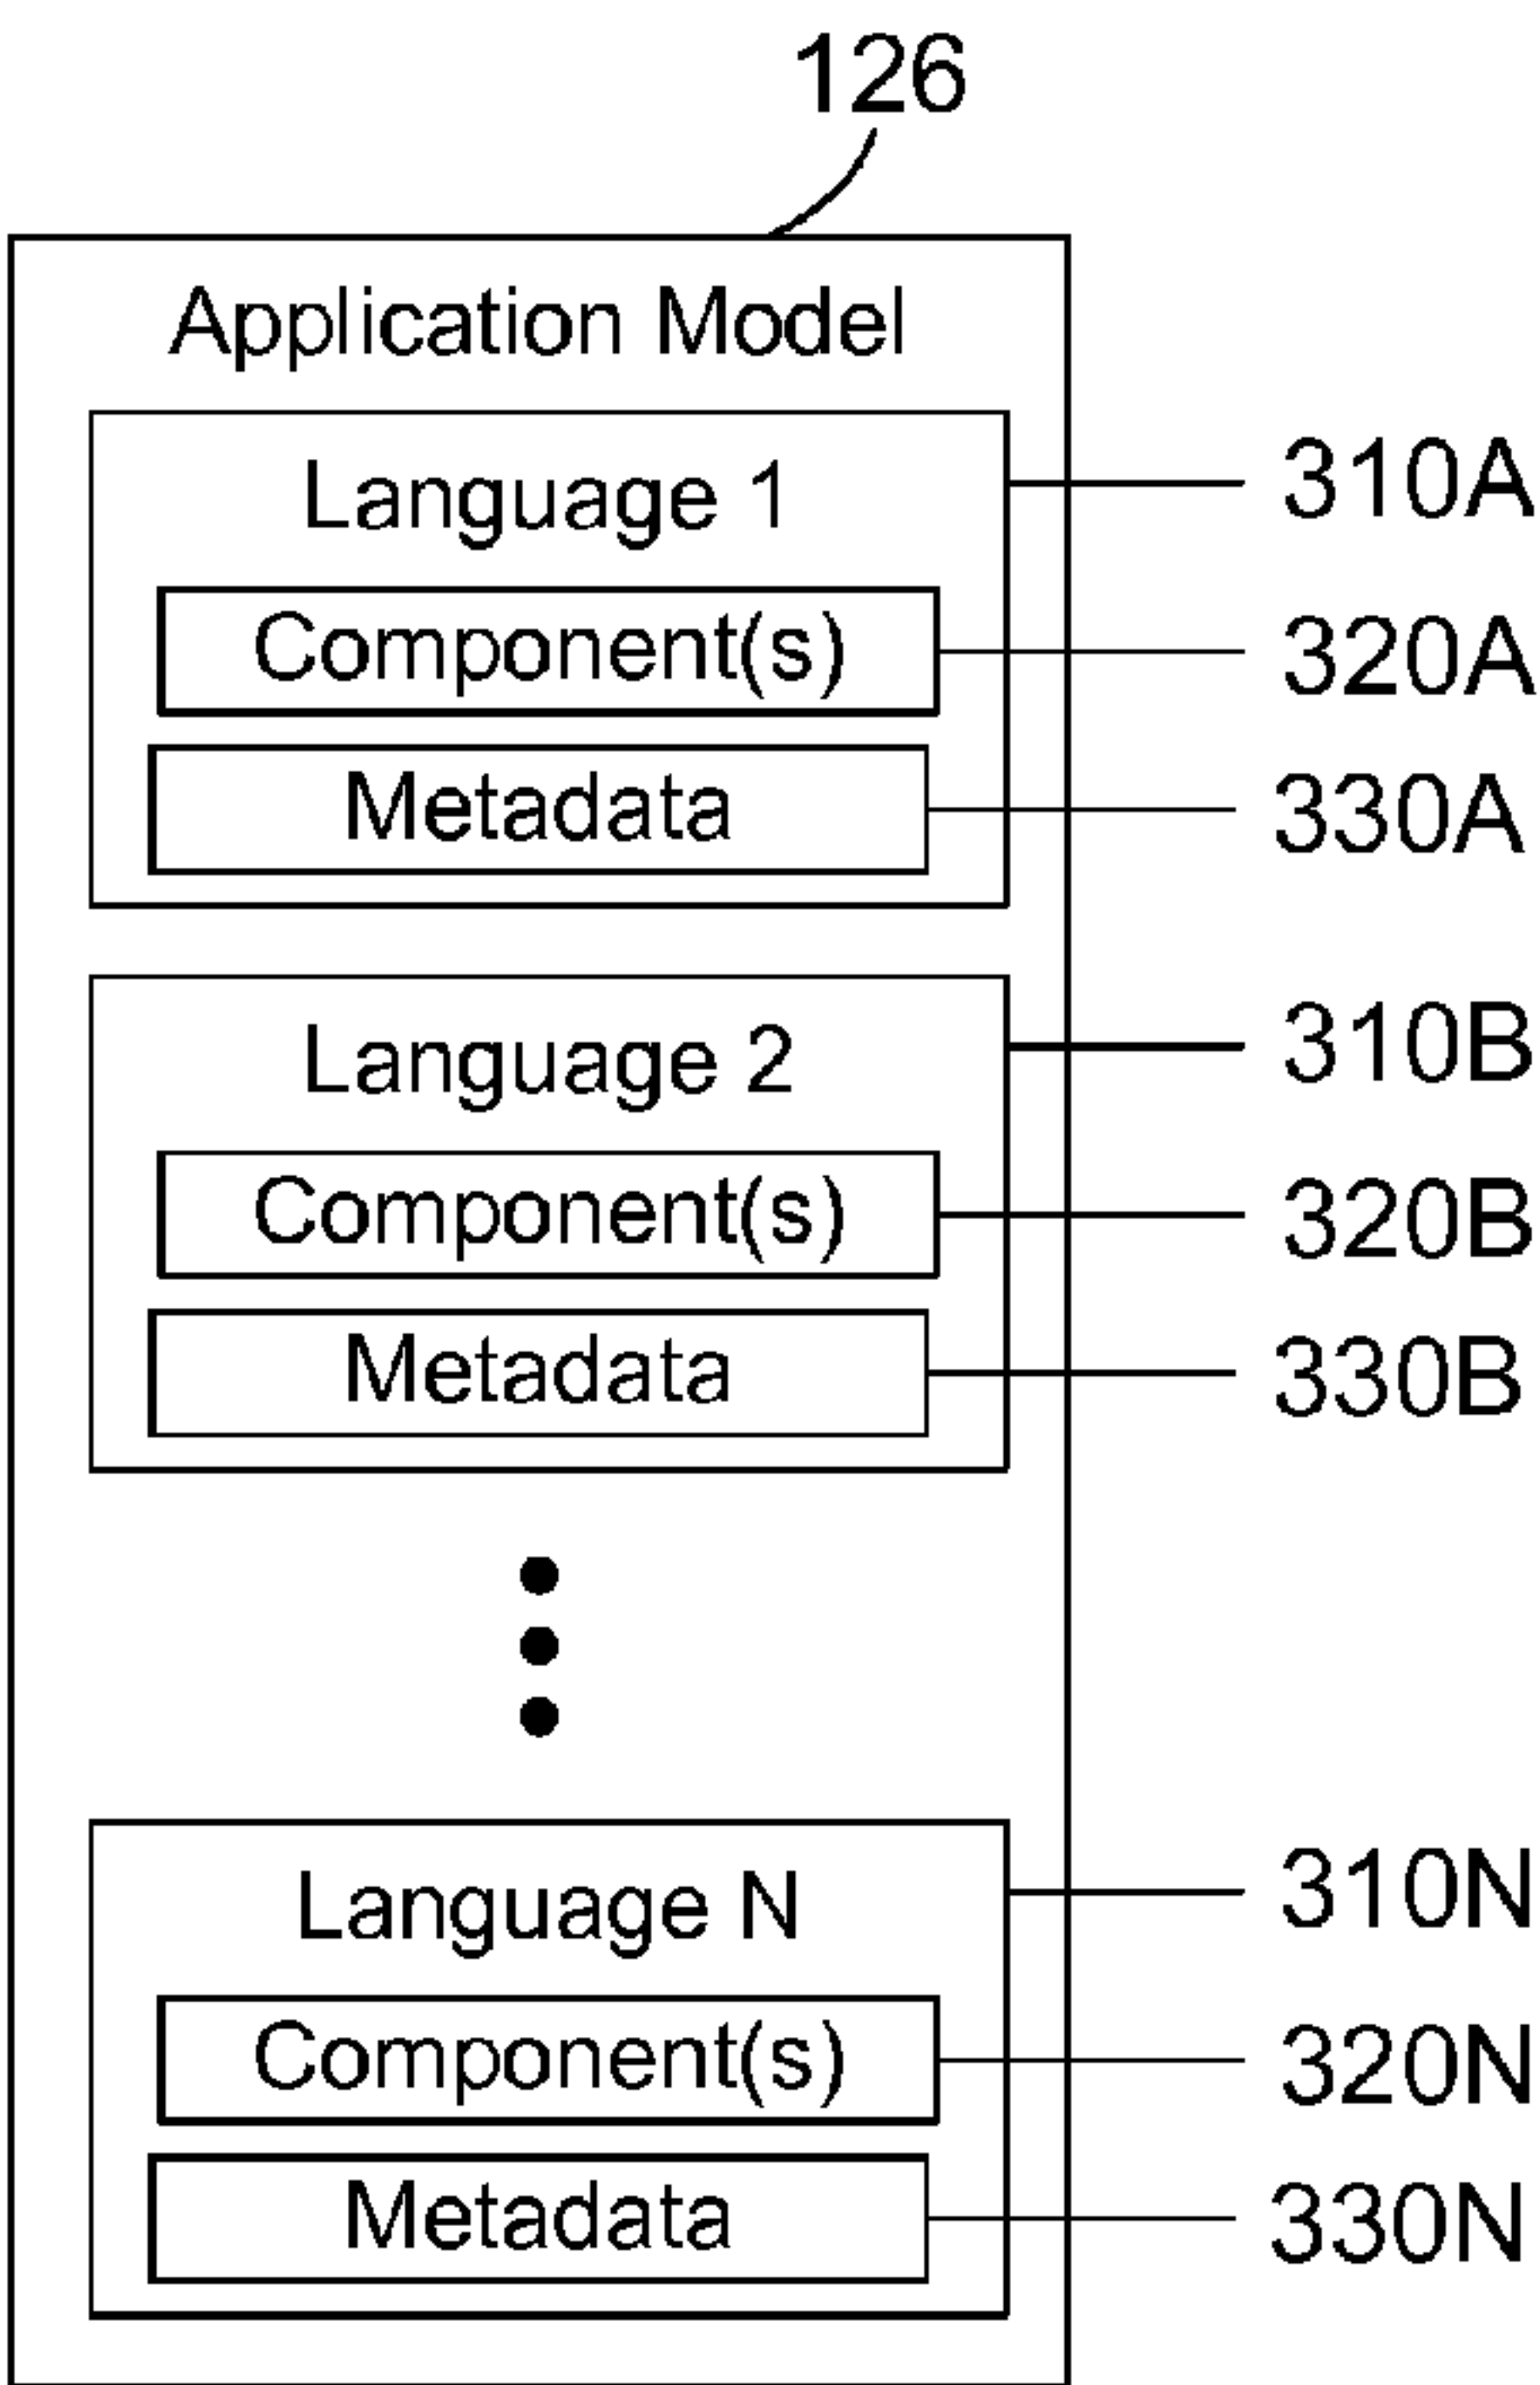 126
Application Model
Language 1
310A
Component(s)
320A
Metadata
330A
Language 2
310B
Component(s)
320B
Metadata
330B
Language N
310N
Component(s)
320N
Metadata
330N